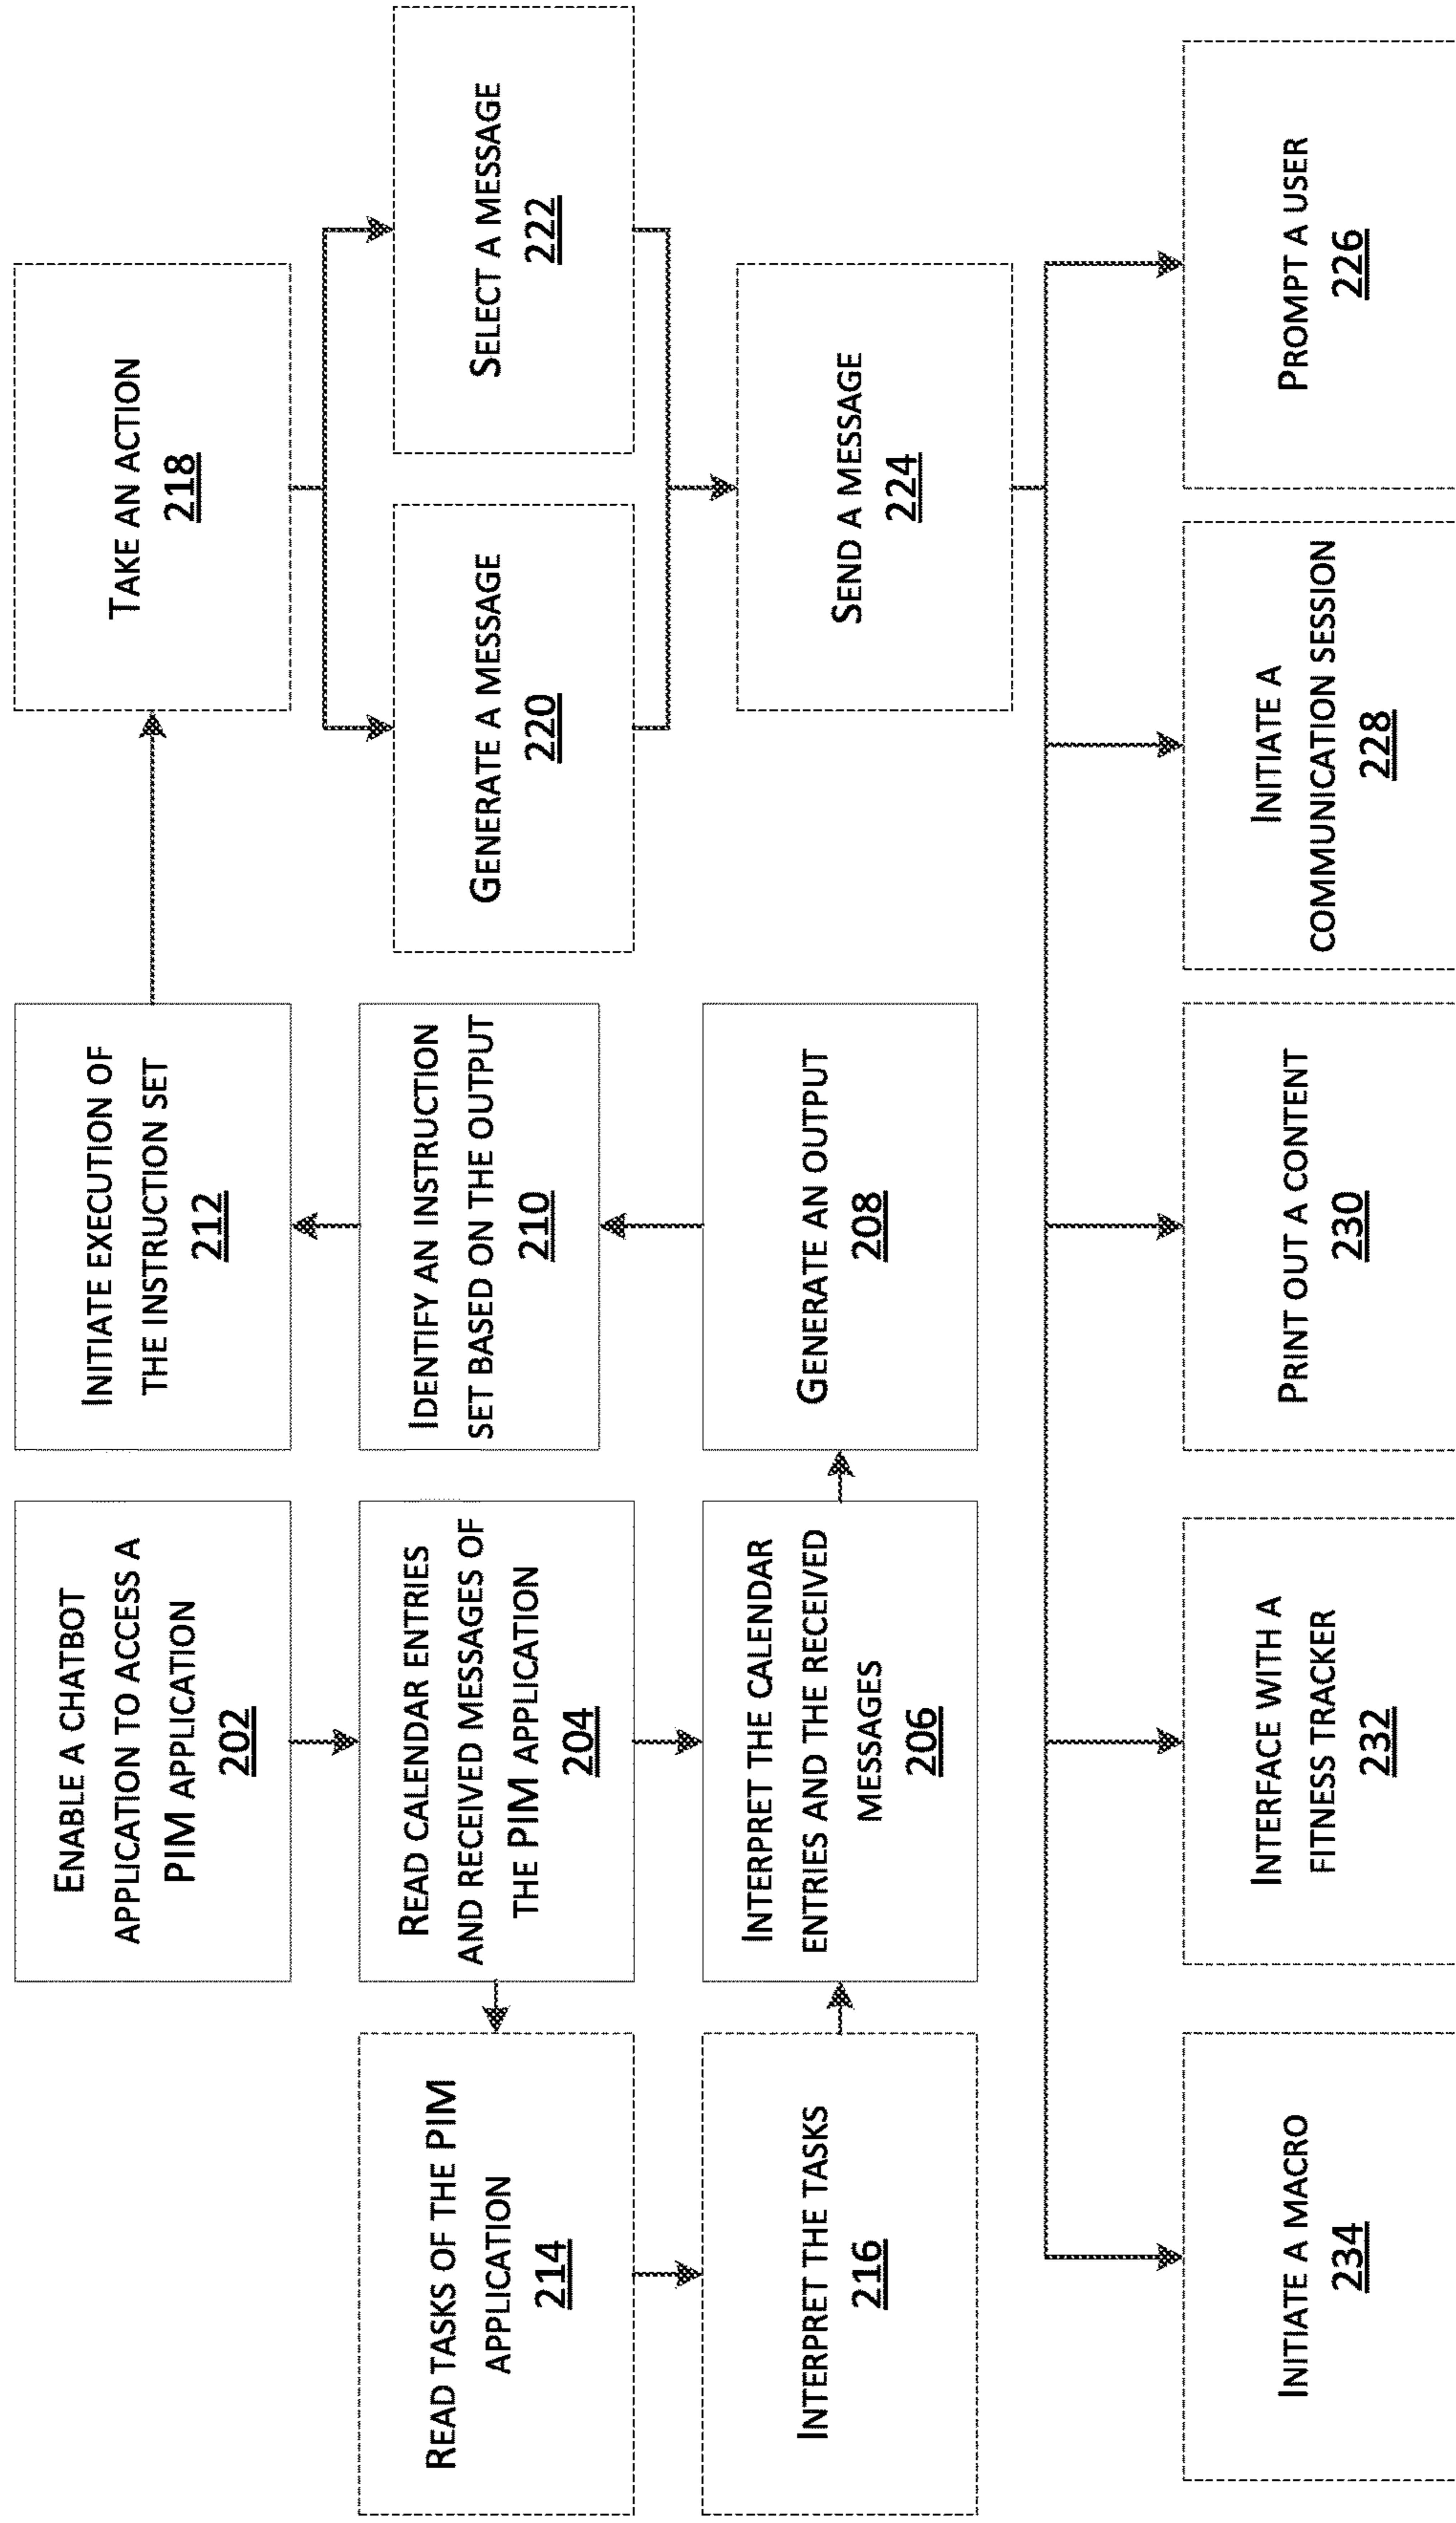 ENABLE A CHATBOT
APPLICATION TO ACCESS A
PIM APPLICATION
202
INITIATE EXECUTION OF
THE INSTRUCTION SET
212
TAKE AN ACTION
218
READ TASKS OF THE PIM
APPLICATION
214
READ CALENDAR ENTRIES
AND RECEIVED MESSAGES OF
THE PIM APPLICATION
204
IDENTIFY AN INSTRUCTION
SET BASED ON THE OUTPUT
210
GENERATE A MESSAGE
220
SELECT A MESSAGE
222
INTERPRET THE TASKS
216
INTERPRET THE CALENDAR
ENTRIES AND THE RECEIVED
MESSAGES
206
GENERATE AN OUTPUT
208
SEND A MESSAGE
224
INITIATE A MACRO
234
INTERFACE WITH A
FITNESS TRACKER
232
PRINT OUT A CONTENT
230
INITIATE A
COMMUNICATION SESSION
228
PROMPT A USER
226